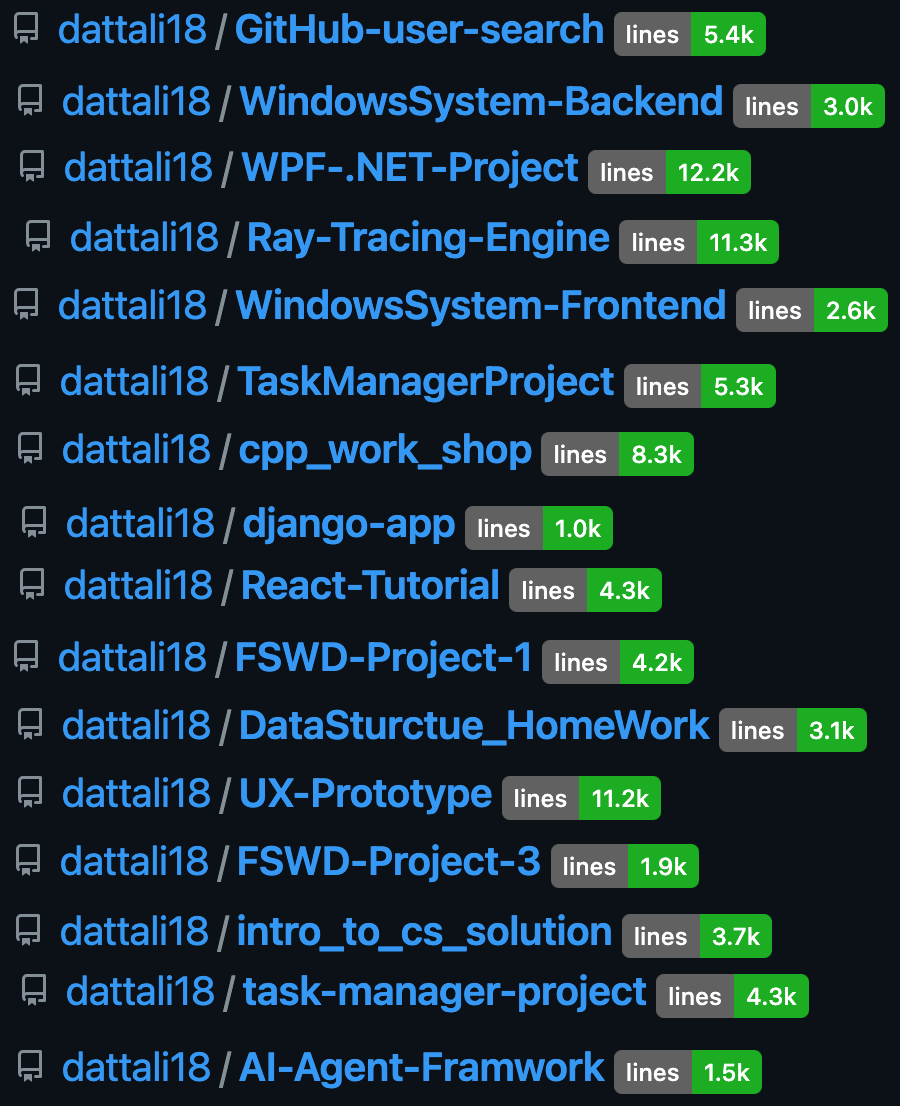 dattali18 / GitHub-user-search lines 5.4k
dattali18 / WindowsSystem-Backend lines 3.0k
dattali18 / WPF-.NET-Project lines 12.2k
dattali18 / Ray-Tracing-Engine lines 11.3k
dattali18 / WindowsSystem-Frontend lines 2.6k
dattali18 / TaskManagerProject lines 5.3k
dattali18 / cpp_work_shop lines 8.3k
dattali18 / django-app lines 1.0k
dattali18 / React-Tutorial lines 4.3k
dattali18 / FSWD-Project-1 lines 4.2k
dattali18 / DataSturctue_HomeWork lines 3.1k
dattali18 / UX-Prototype lines 11.2k
dattali18 / FSWD-Project-3 lines 1.9k
dattali18 / intro_to_cs_solution lines 3.7k
dattali18 / task-manager-project lines 4.3k
dattali18 / AI-Agent-Framwork lines 1.5k